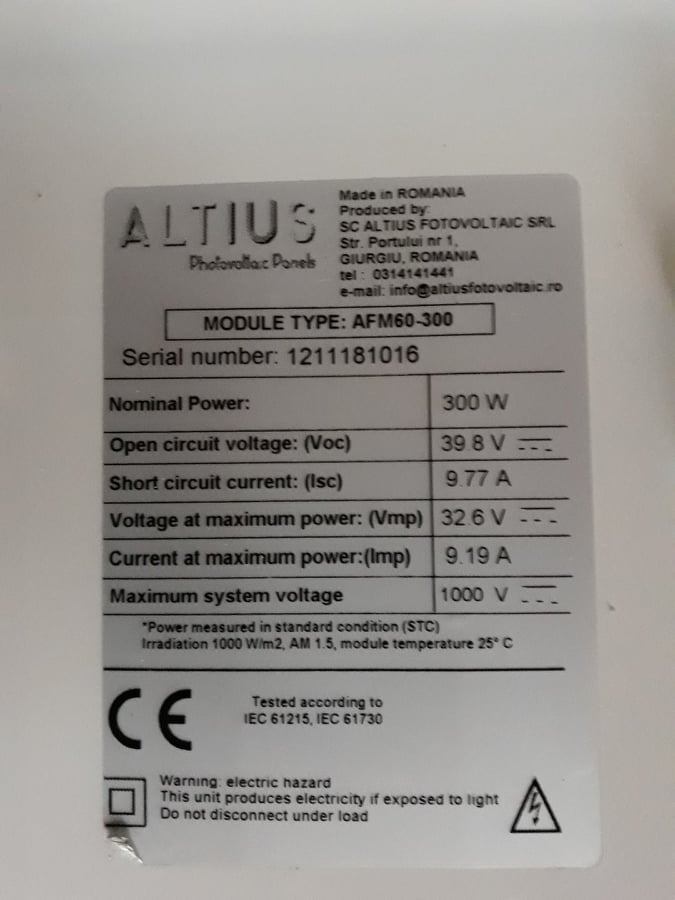 ALTIUS
Photovoltaic Panels
Made in ROMANIA
Produced by:
SC ALTIUS FOTOVOLTAIC SRL
Str. Portului nr 1,
GIURGIU, ROMANIA
tel : 0314141441
e-mail: info@altiusfotovoltaic.ro
MODULE TYPE: AFM60-300
Serial number: 1211181016
Nominal Power: 300 W
Open circuit voltage: (Voc) 39.8 V
Short circuit current: (Isc) 9.77 A
Voltage at maximum power: (Vmp) 32.6 V
Current at maximum power:(Imp) 9.19 A
Maximum system voltage 1000 V
*Power measured in standard condition (STC)
Irradiation 1000 W/m2, AM 1.5, module temperature 25° C
CE
Tested according to
IEC 61215, IEC 61730
Warning: electric hazard
This unit produces electricity if exposed to light
Do not disconnect under load